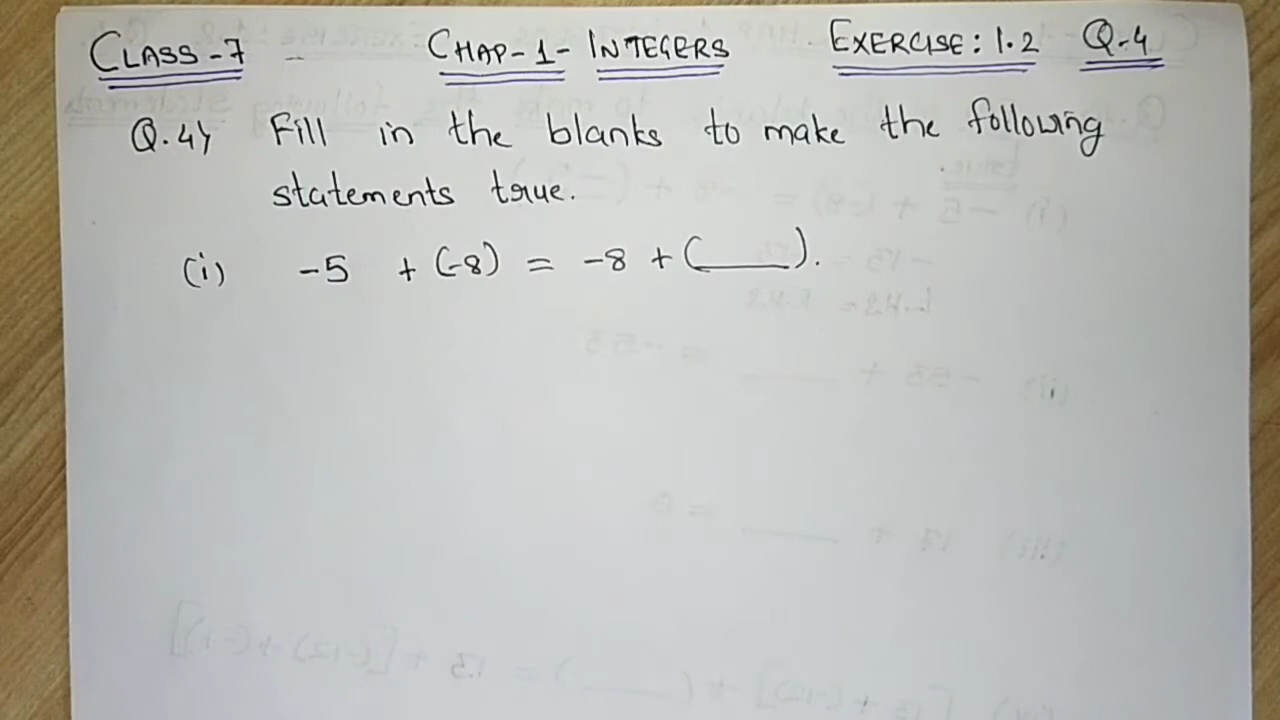 CLASS-7 - CHAP-1- INTEGERS EXERCISE: 1.2 Q-4
Q.4) Fill in the blanks to make the following
statements true.
(i) -5 + (-8) = -8 + (____).